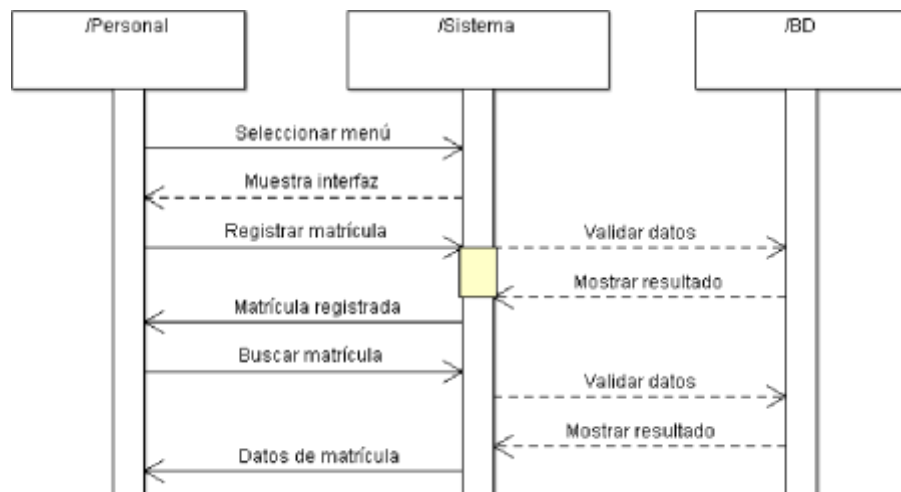 /Personal
/Sistema
/BD
Seleccionar menú
Muestra interfaz
Registrar matrícula
Validar datos
Mostrar resultado
Matrícula registrada
Buscar matrícula
Validar datos
Mostrar resultado
Datos de matrícula